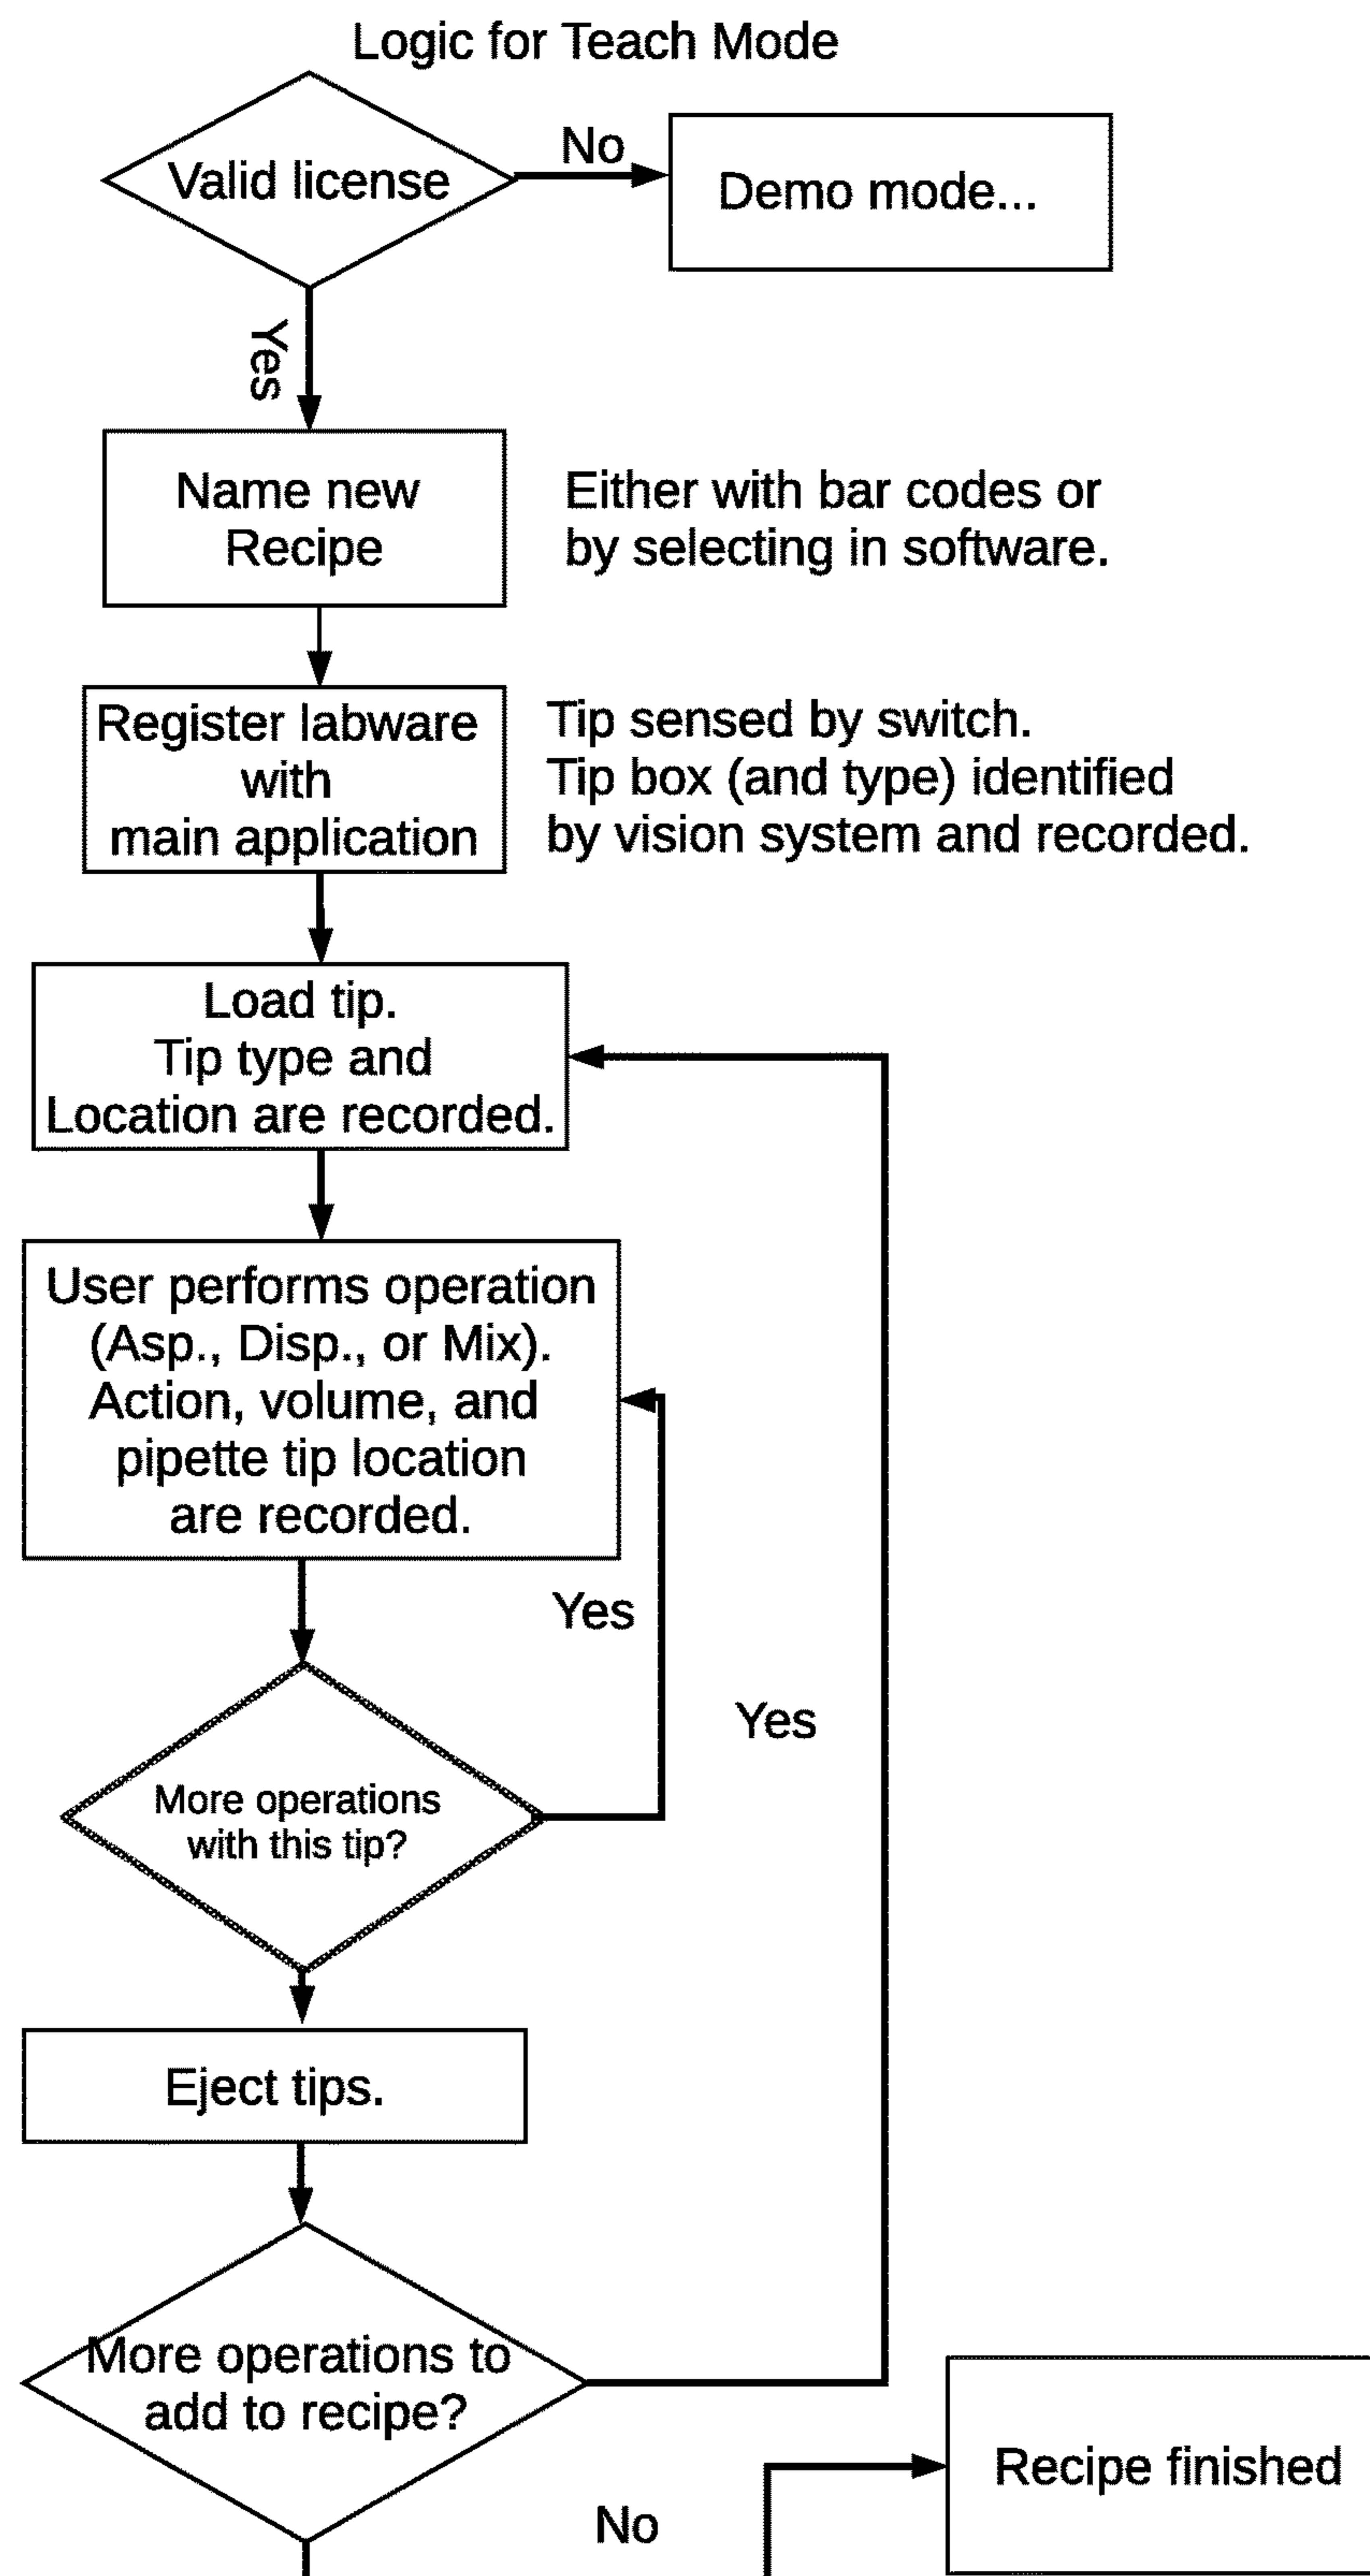 Logic for Teach Mode
Valid license
No
Demo mode...
Yes
Name new
Recipe
Either with bar codes or
by selecting in software.
Register labware
with
main application
Tip sensed by switch.
Tip box (and type) identified
by vision system and recorded.
Load tip.
Tip type and
Location are recorded.
User performs operation
(Asp., Disp., or Mix).
Action, volume, and
pipette tip location
are recorded.
Yes
Yes
More operations
with this tip?
Eject tips.
More operations to
add to recipe?
Recipe finished
No